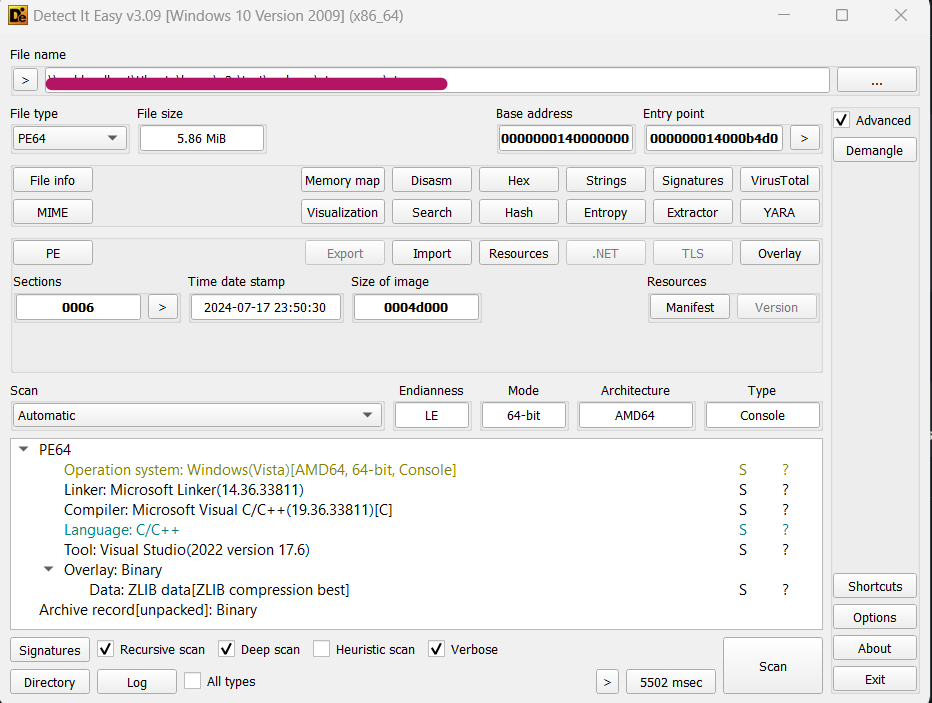 Detect It Easy v3.09 [Windows 10 Version 2009] (x86_64)
File name
> ...
File type File size Base address Entry point
PE64 5.86 MiB 0000000140000000 000000014000b4d0 >
Advanced
Demangle
File info Memory map Disasm Hex Strings Signatures VirusTotal
MIME Visualization Search Hash Entropy Extractor YARA
PE Export Import Resources .NET TLS Overlay
Sections Time date stamp Size of image Resources
0006 > 2024-07-17 23:50:30 0004d000 Manifest Version
Scan Endianness Mode Architecture Type
Automatic LE 64-bit AMD64 Console
PE64
Operation system: Windows(Vista)[AMD64, 64-bit, Console] S ?
Linker: Microsoft Linker(14.36.33811) S ?
Compiler: Microsoft Visual C/C++(19.36.33811)[C] S ?
Language: C/C++ S ?
Tool: Visual Studio(2022 version 17.6) S ?
Overlay: Binary
Data: ZLIB data[ZLIB compression best] S ?
Archive record[unpacked]: Binary
Shortcuts
Options
About
Exit
Signatures Recursive scan Deep scan Heuristic scan Verbose
Directory Log All types > 5502 msec Scan